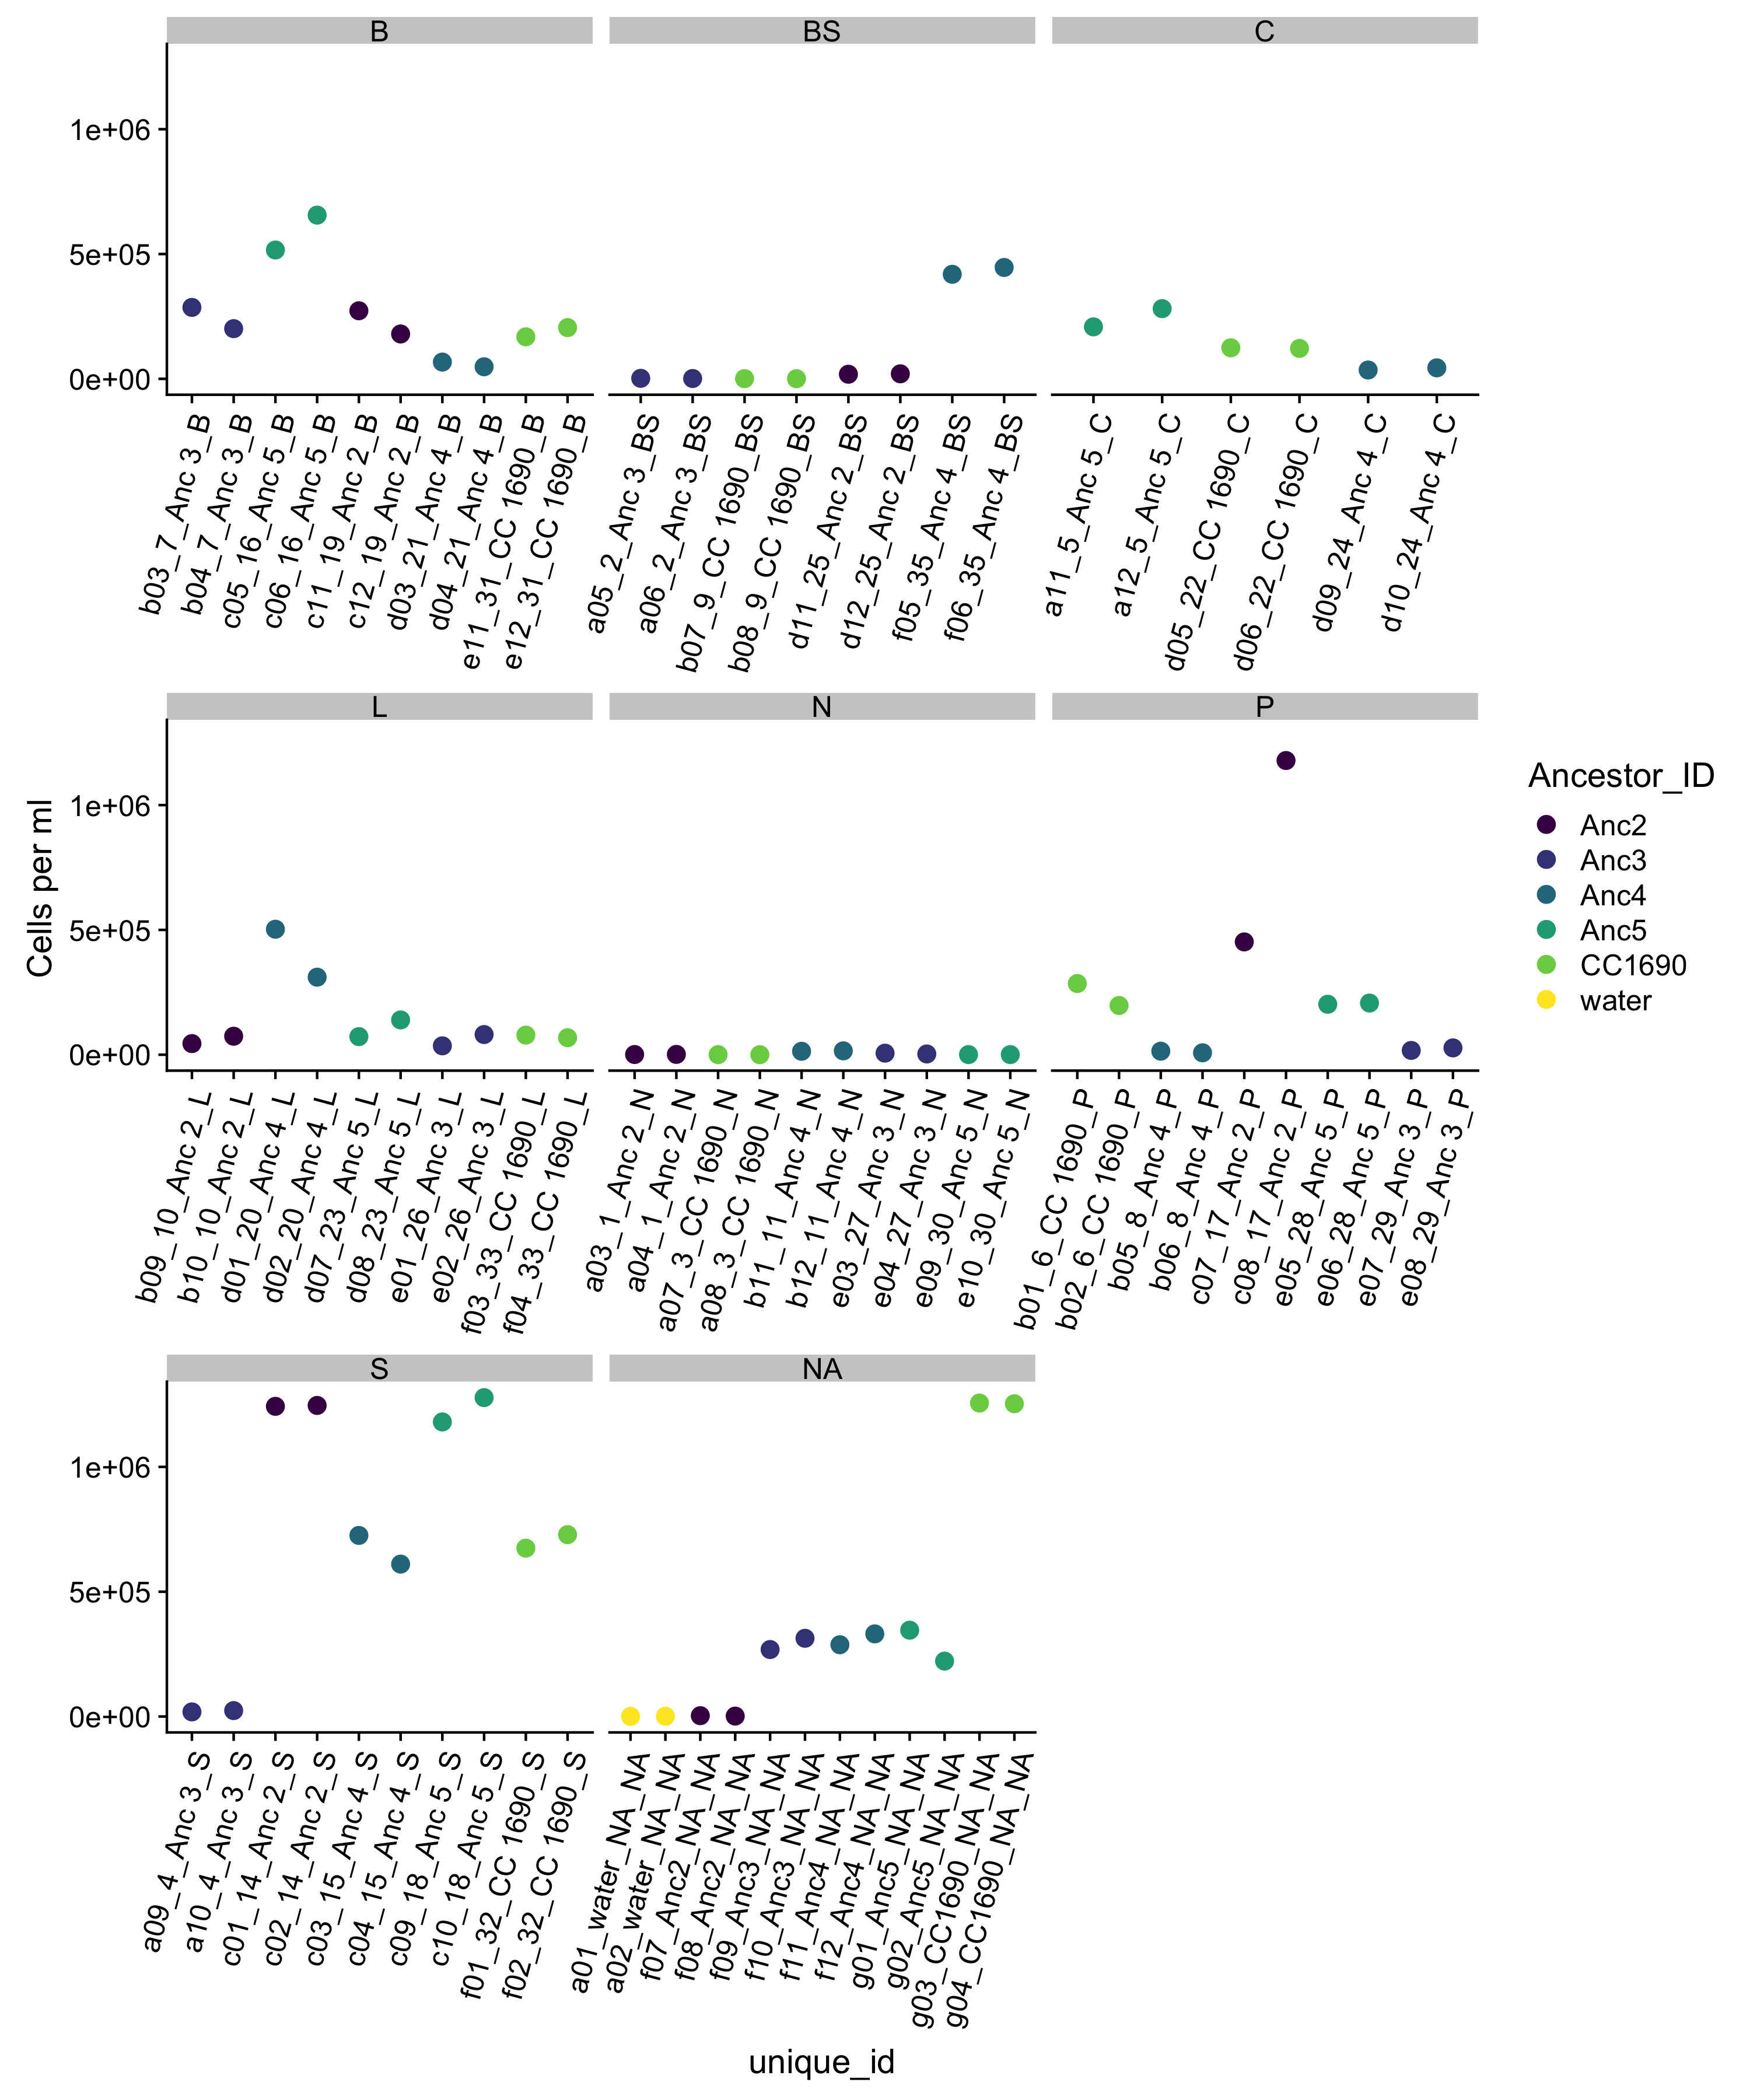 B
BS
C
1e+06
5e+05
0e+00
b03_7_Anc 3_B
b04_7_Anc 3_B
c05_16_Anc 5_B
c06_16_Anc 5_B
c11_19_Anc 2_B
c12_19_Anc 2_B
d03_21_Anc 4_B
d04_21_Anc 4_B
e11_31_CC 1690_B
e12_31_CC 1690_B
a05_2_Anc 3_BS
a06_2_Anc 3_BS
b07_9_CC 1690_BS
b08_9_CC 1690_BS
d11_25_Anc 2_BS
d12_25_Anc 2_BS
f05_35_Anc 4_BS
f06_35_Anc 4_BS
a11_5_Anc 5_C
a12_5_Anc 5_C
d05_22_CC 1690_C
d06_22_CC 1690_C
d09_24_Anc 4_C
d10_24_Anc 4_C
L
N
P
1e+06
5e+05
0e+00
b09_10_Anc 2_L
b10_10_Anc 2_L
d01_20_Anc 4_L
d02_20_Anc 4_L
d07_23_Anc 5_L
d08_23_Anc 5_L
e01_26_Anc 3_L
e02_26_Anc 3_L
f03_33_CC 1690_L
f04_33_CC 1690_L
a03_1_Anc 2_N
a04_1_Anc 2_N
a07_3_CC 1690_N
a08_3_CC 1690_N
b11_11_Anc 4_N
b12_11_Anc 4_N
e03_27_Anc 3_N
e04_27_Anc 3_N
e09_30_Anc 5_N
e10_30_Anc 5_N
b01_6_CC 1690_P
b02_6_CC 1690_P
b05_8_Anc 4_P
b06_8_Anc 4_P
c07_17_Anc 2_P
c08_17_Anc 2_P
e05_28_Anc 5_P
e06_28_Anc 5_P
e07_29_Anc 3_P
e08_29_Anc 3_P
S
NA
1e+06
5e+05
0e+00
a09_4_Anc 3_S
a10_4_Anc 3_S
c01_14_Anc 2_S
c02_14_Anc 2_S
c03_15_Anc 4_S
c04_15_Anc 4_S
c09_18_Anc 5_S
c10_18_Anc 5_S
f01_32_CC 1690_S
f02_32_CC 1690_S
a01_water_NA_NA
a02_water_NA_NA
f07_Anc2_NA_NA
f08_Anc2_NA_NA
f09_Anc3_NA_NA
f10_Anc3_NA_NA
f11_Anc4_NA_NA
f12_Anc4_NA_NA
g01_Anc5_NA_NA
g02_Anc5_NA_NA
g03_CC1690_NA_NA
g04_CC1690_NA_NA
unique_id
Cells per ml
Ancestor_ID
Anc2
Anc3
Anc4
Anc5
CC1690
water